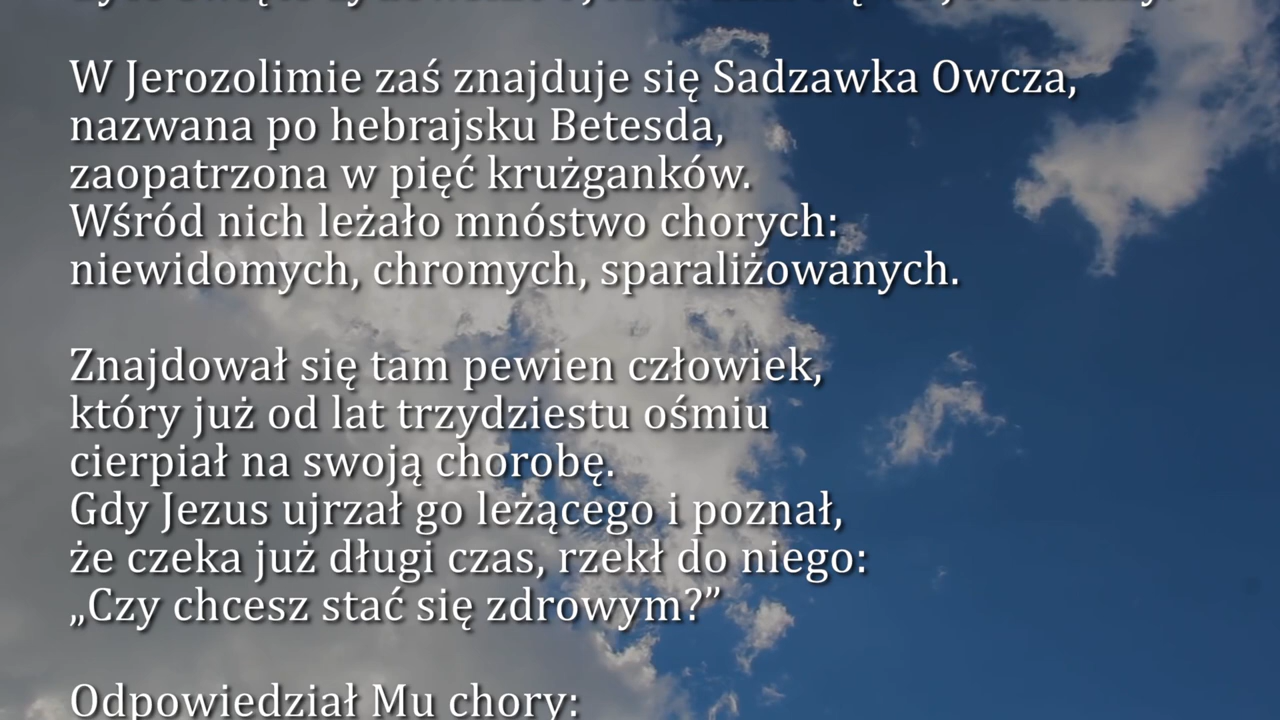 W Jerozolimie zaś znajduje się Sadzawka Owcza,
nazwana po hebrajsku Betesda,
zaopatrzona w pięć krużganków.
Wśród nich leżało mnóstwo chorych:
niewidomych, chromych, sparaliżowanych.
Znajdował się tam pewien człowiek,
który już od lat trzydziestu ośmiu
cierpiał na swoją chorobę.
Gdy Jezus ujrzał go leżącego i poznał,
że czeka już długi czas, rzekł do niego:
„Czy chcesz stać się zdrowym?”
Odpowiedział Mu chory: